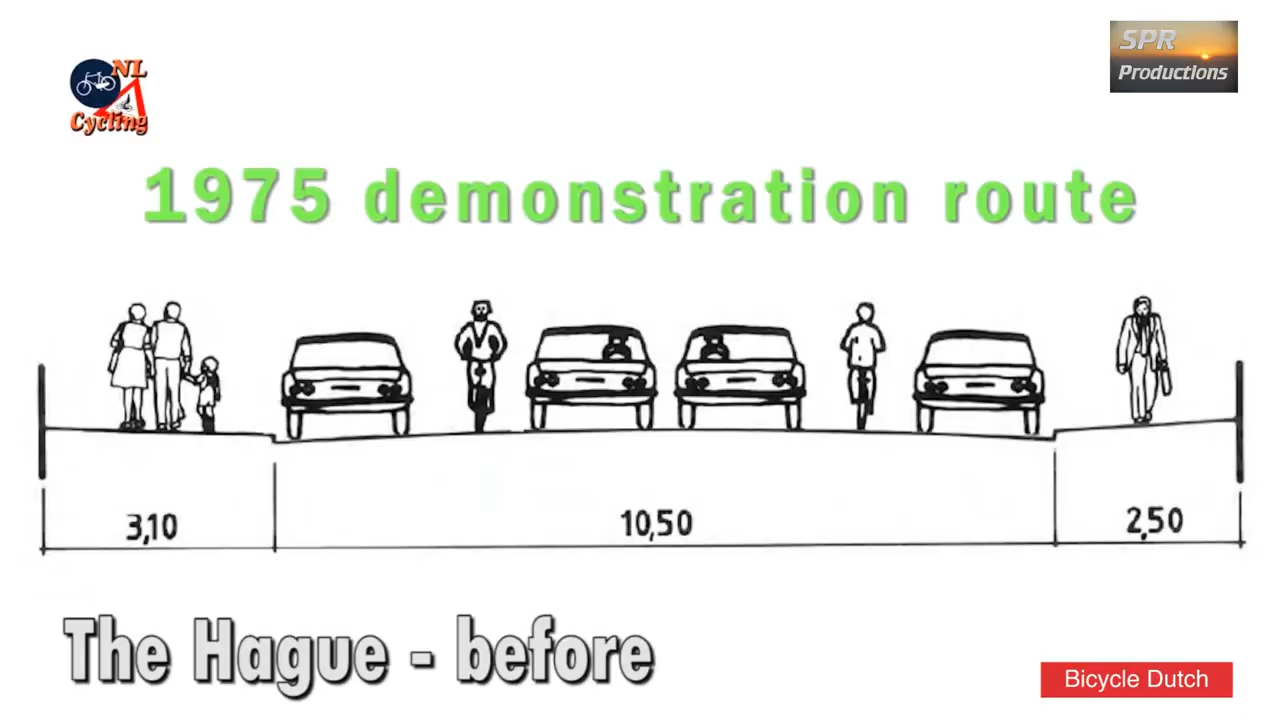 SPR
Productions
NL
Cycling
1975 demonstration route
3,10
10,50
2,50
The Hague - before
Bicycle Dutch